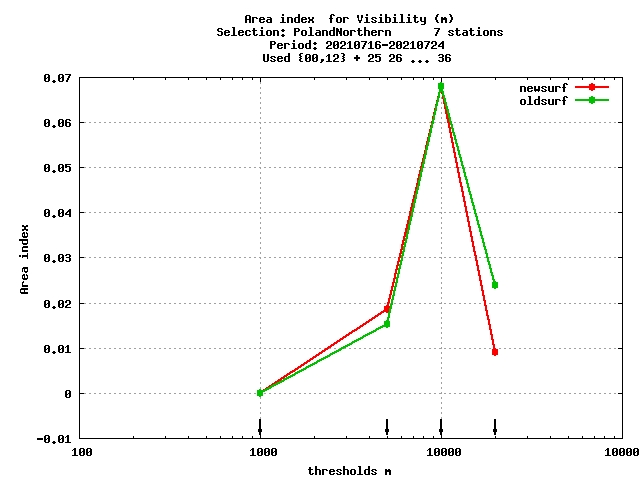 Area index  for Visibility (m)
Selection: PolandNorthern      7 stations
Period: 20210716-20210724
Used {00,12} + 25 26 ... 36
newsurf
oldsurf
0.07
0.06
0.05
0.04
0.03
0.02
0.01
0
-0.01
Area index
100 1000 10000 10000
thresholds m